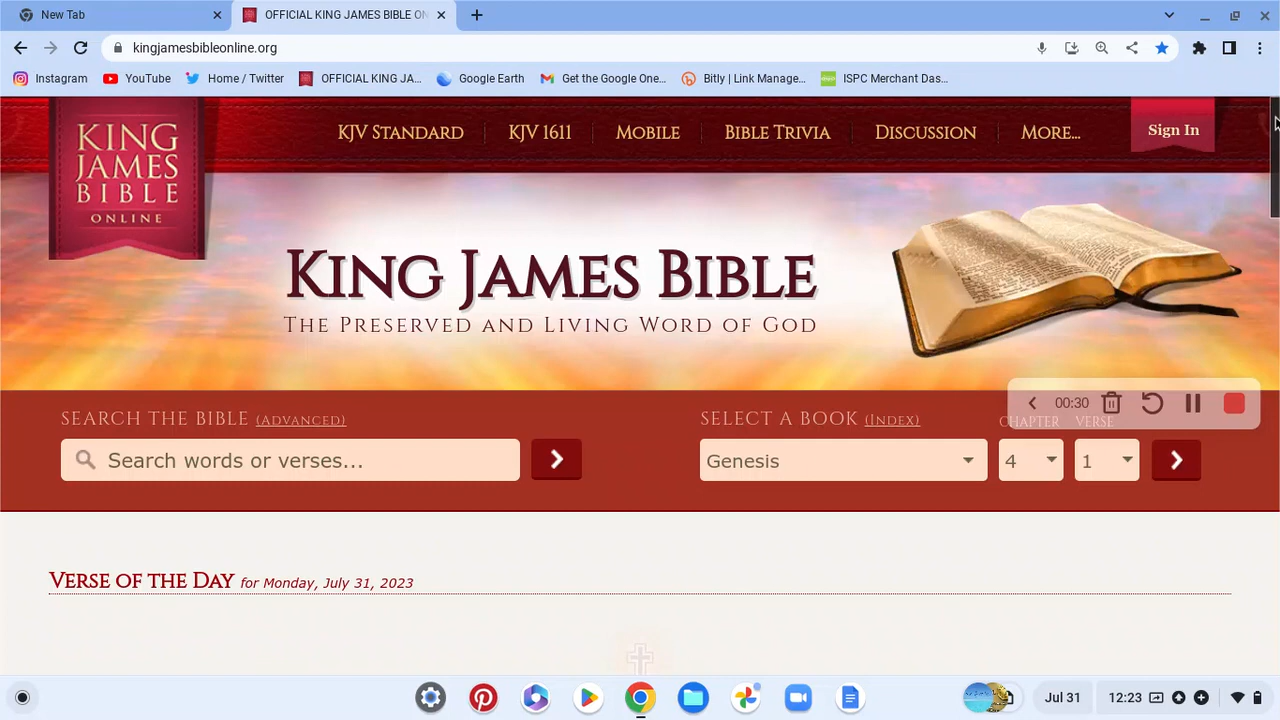 New Tab
OFFICIAL KING JAMES BIBLE ON
kingjamesbibleonline.org
Instagram
YouTube
Home / Twitter
OFFICIAL KING JA...
Google Earth
Get the Google One...
Bitly | Link Manage...
ISPC Merchant Das...
KING
JAMES
BIBLE
ONLINE
KJV STANDARD
KJV 1611
MOBILE
BIBLE TRIVIA
DISCUSSION
MORE...
Sign In
KING JAMES BIBLE
THE PRESERVED AND LIVING WORD OF GOD
SEARCH THE BIBLE (ADVANCED)
SELECT A BOOK (INDEX)
CHAPTER
VERSE
00:30
Search words or verses...
Genesis
4
1
VERSE OF THE DAY for Monday, July 31, 2023
Jul 31
12:23